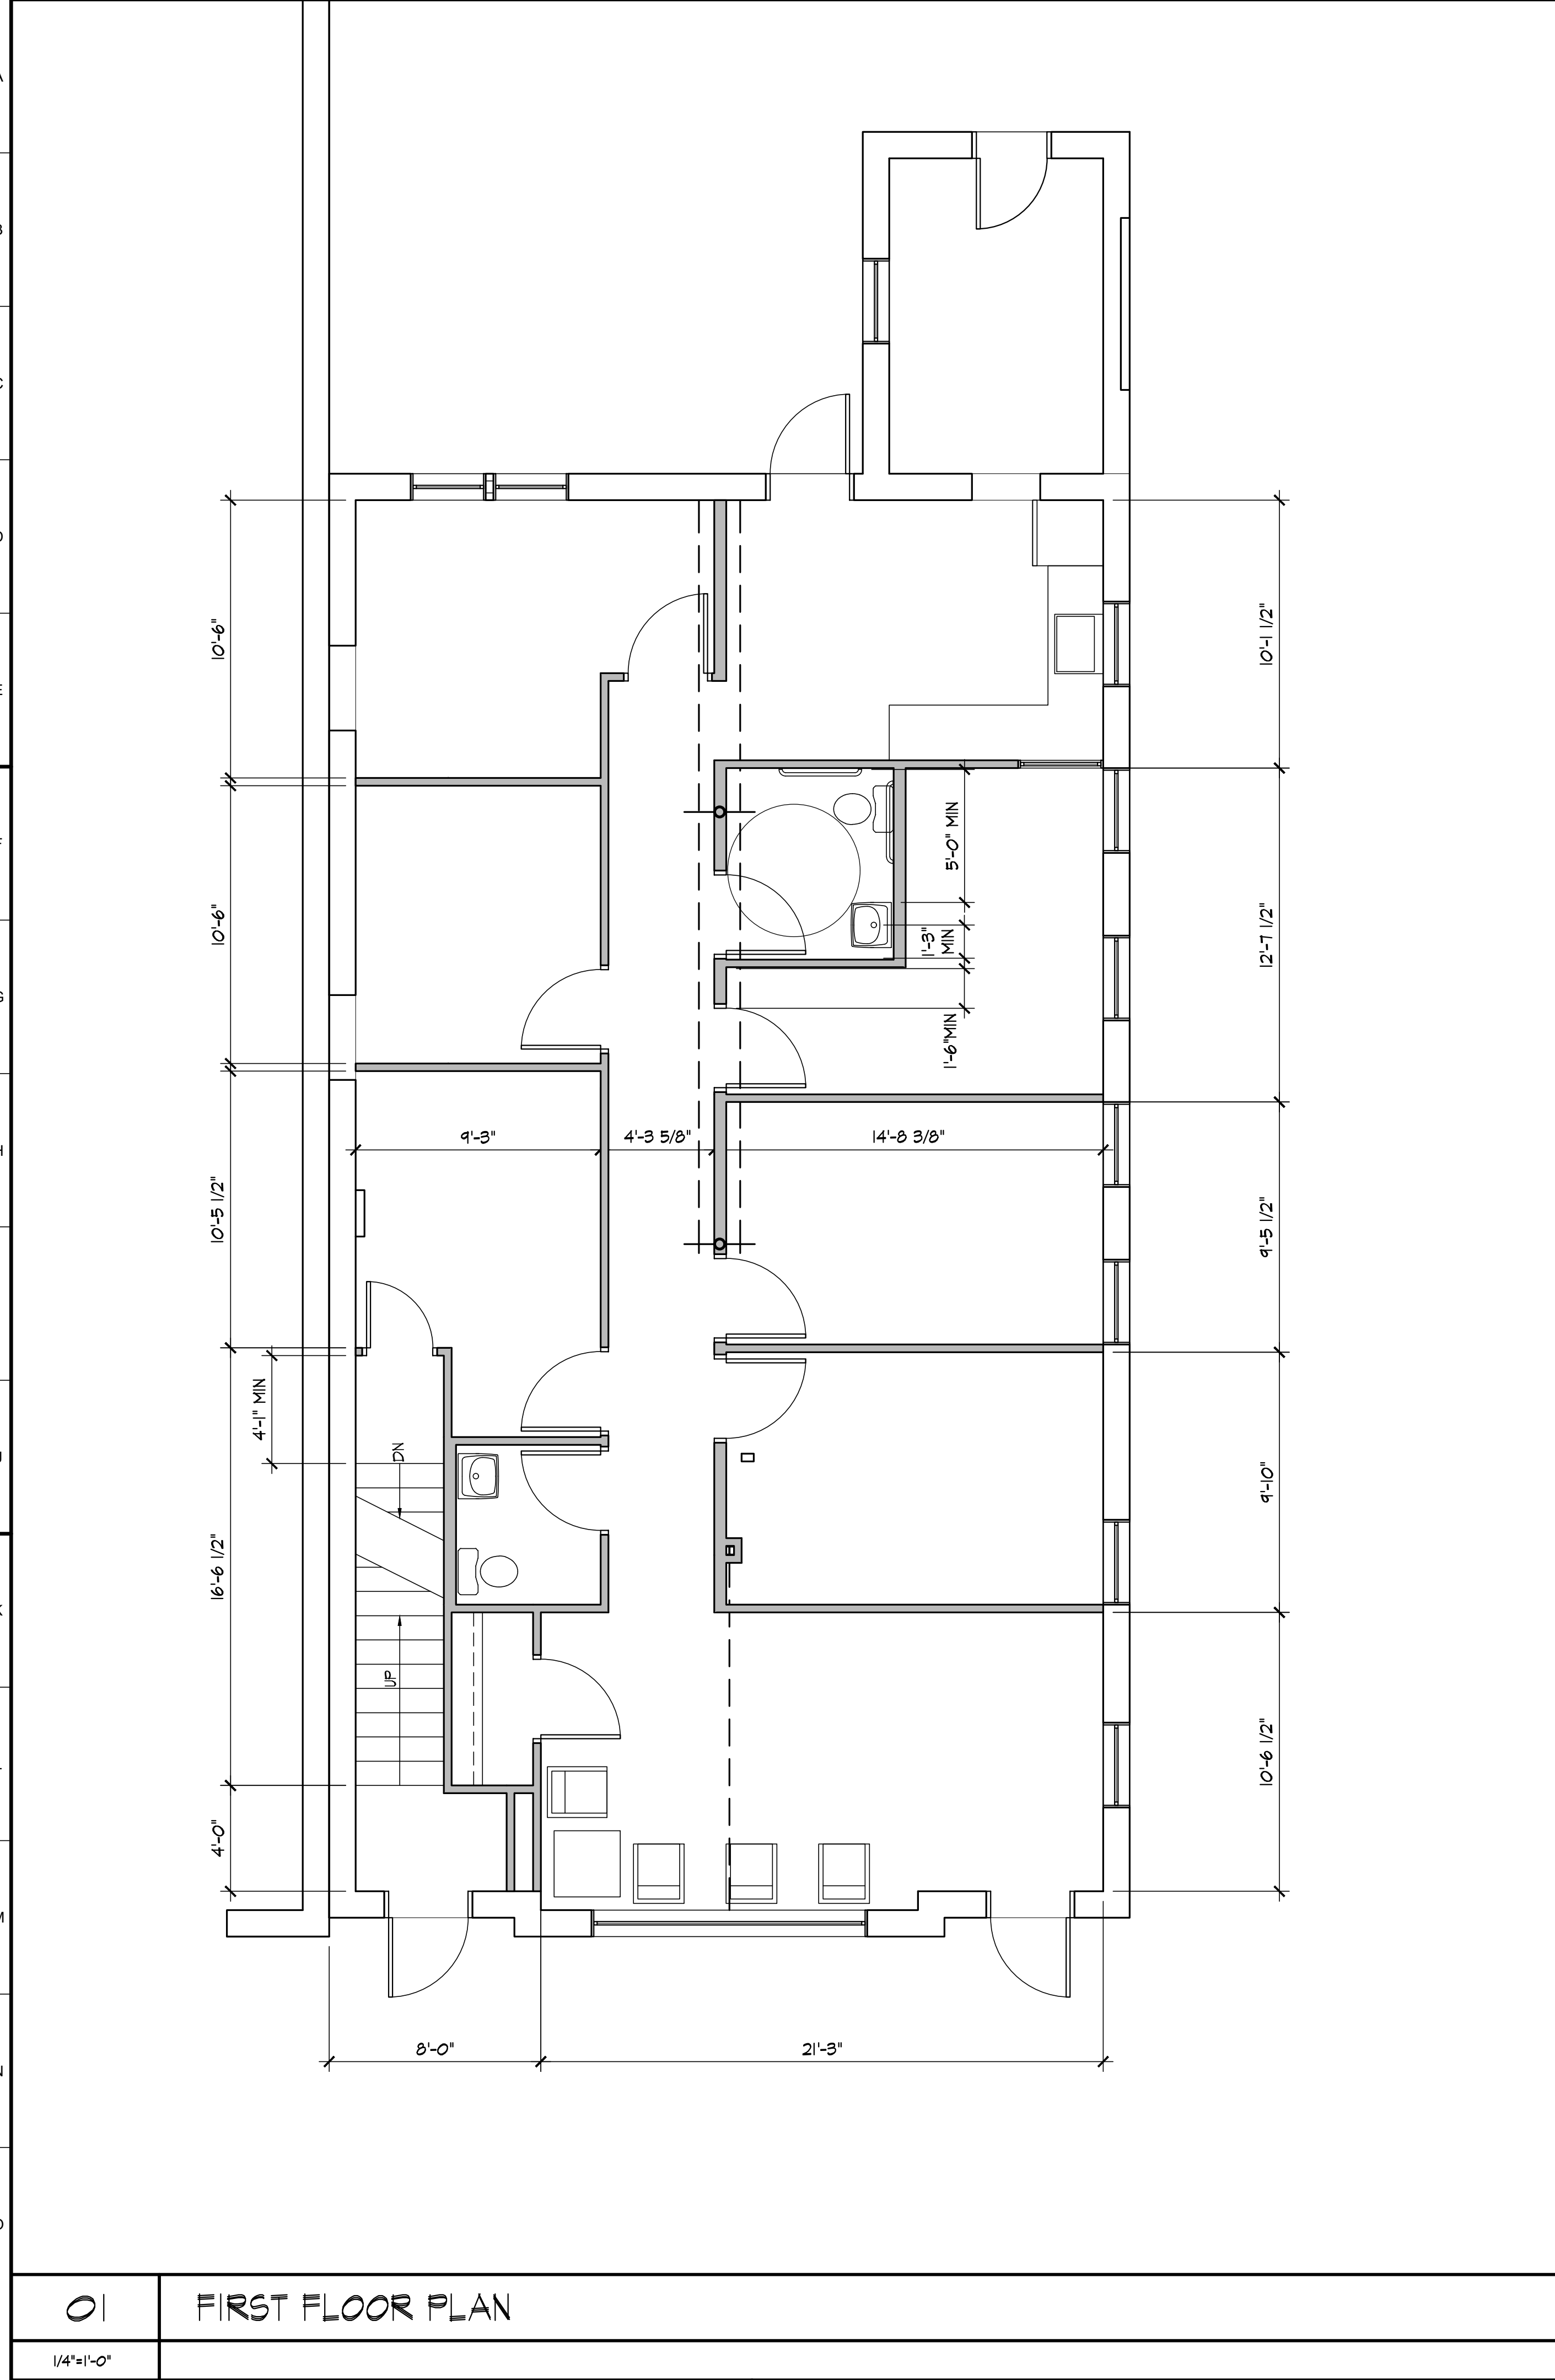 10'-6"
10'-1 1/2"
5'-0" MIN
10'-6"
1'-3"
MIN
12'-7 1/2"
1'-6"MIN
9'-3"
4'-3 5/8"
14'-8 3/8"
10'-5 1/2"
9'-5 1/2"
4'-1" MIN
DN
9'-10"
16'-6 1/2"
UP
10'-6 1/2"
4'-0"
8'-0"
21'-3"
01
FIRST FLOOR PLAN
1/4"=1'-0"